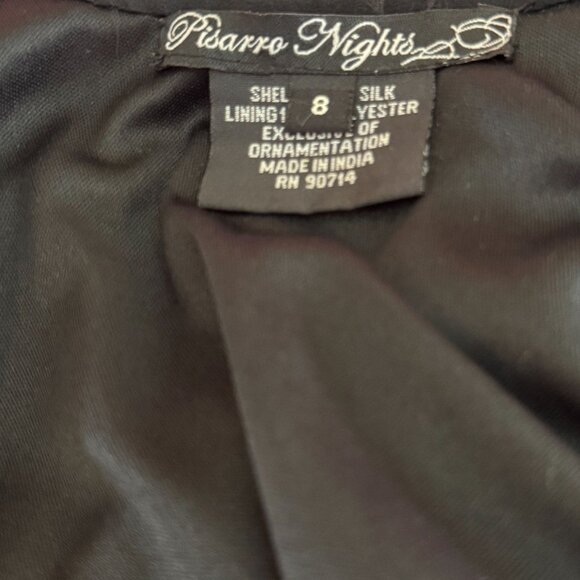 Pisarro Nights
8
SHEL SILK
LINING1 YESTER
EXCLUSIVE OF
ORNAMENTATION
MADE IN INDIA
RN 90714